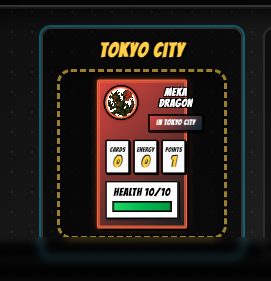 TOKYO CITY
MEKA
DRAGON
IN TOKYO CITY
CARDS ENERGY POINTS
0 0 1
HEALTH 10/10